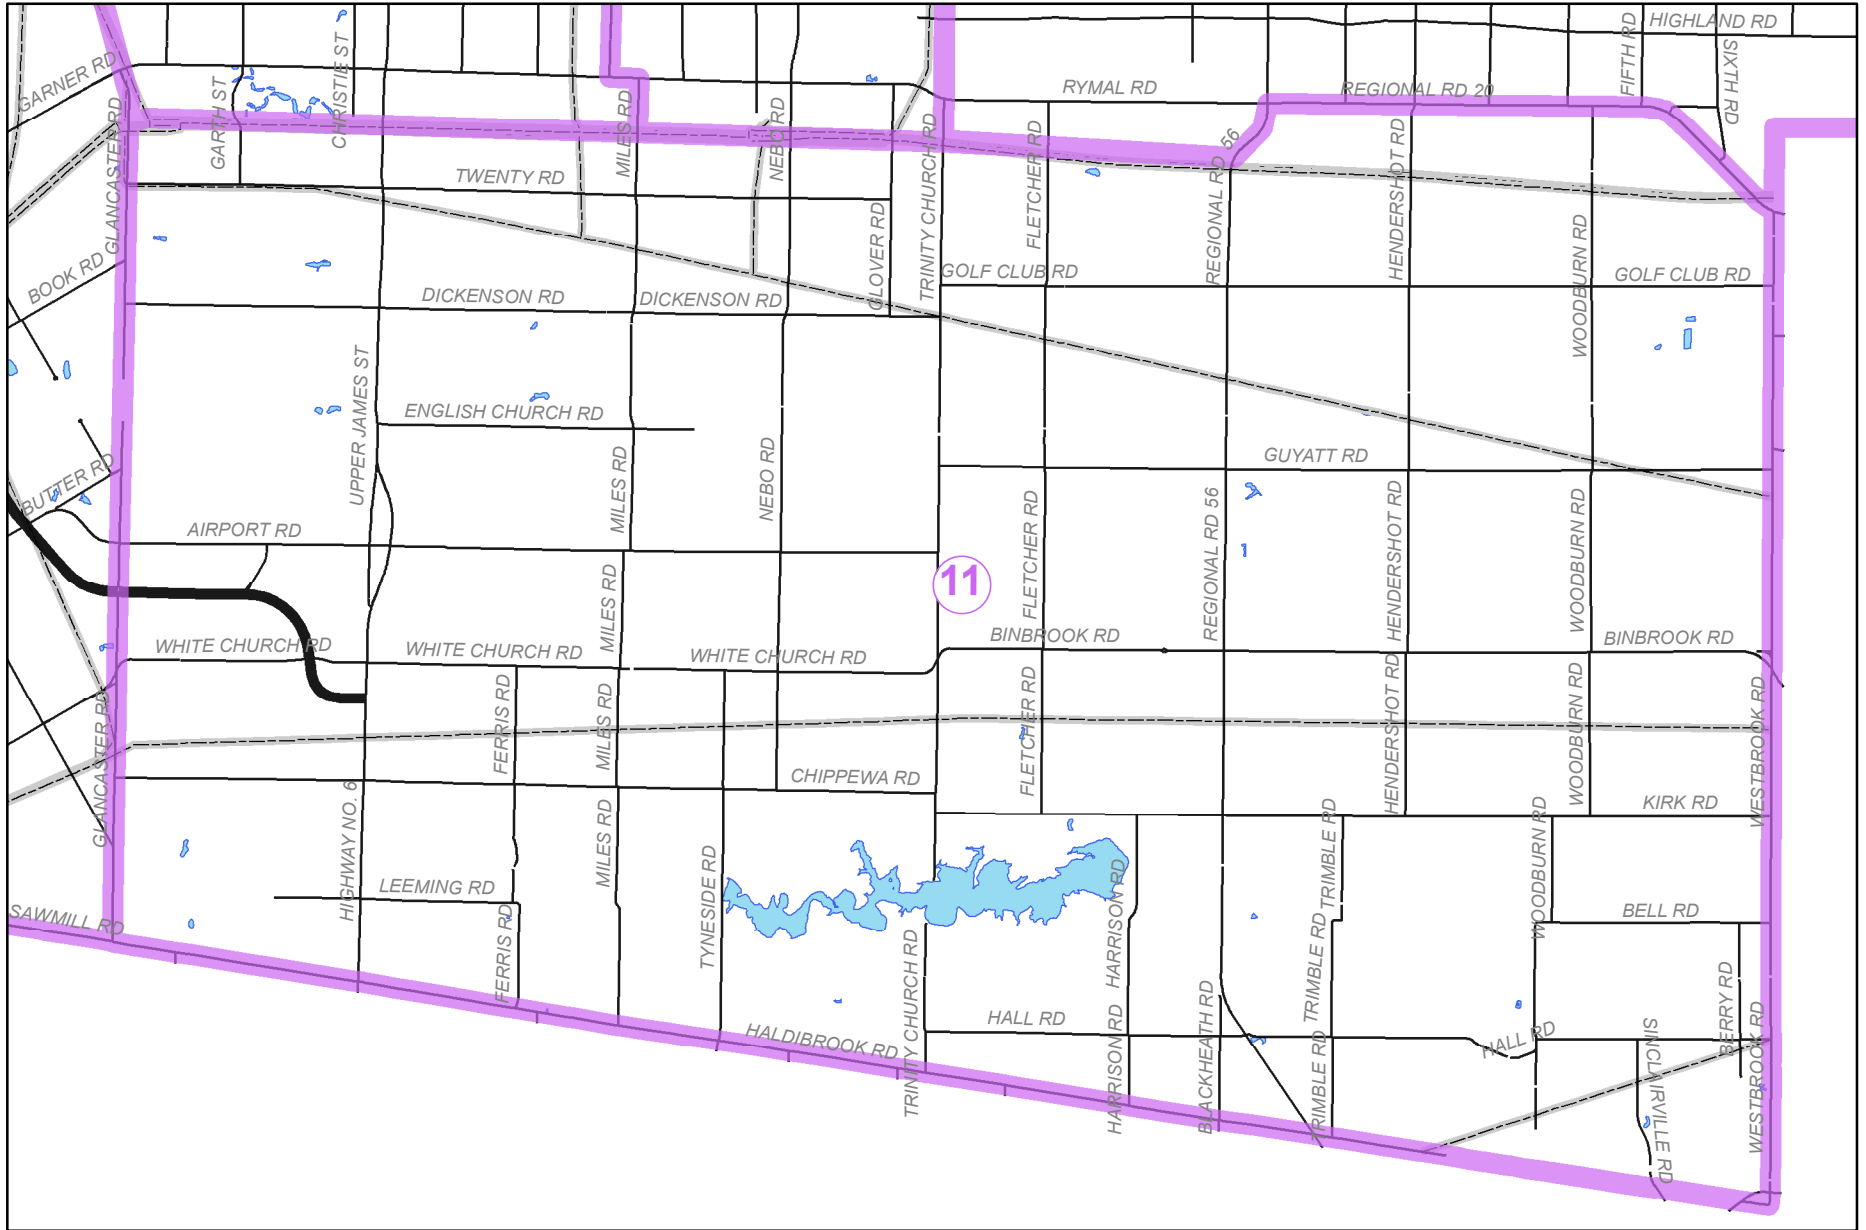 HIGHLAND RD
FIFTH RD
SIXTH RD
GARNER RD
GARTH ST
CHRISTIE ST
MILES RD
NEBO RD
RYMAL RD
REGIONAL RD 20
GLANCASTER RD
TWENTY RD
TRINITY CHURCH RD
FLETCHER RD
REGIONAL RD 56
HENDERSHOT RD
WOODBURN RD
BOOK RD
GLOVER RD
GOLF CLUB RD
GOLF CLUB RD
DICKENSON RD
DICKENSON RD
UPPER JAMES ST
ENGLISH CHURCH RD
MILES RD
NEBO RD
GUYATT RD
BUTTER RD
AIRPORT RD
FLETCHER RD
REGIONAL RD 56
HENDERSHOT RD
WOODBURN RD
11
MILES RD
WHITE CHURCH RD
WHITE CHURCH RD
WHITE CHURCH RD
BINBROOK RD
BINBROOK RD
GLANCASTER RD
FERRIS RD
MILES RD
FLETCHER RD
HENDERSHOT RD
WOODBURN RD
WESTBROOK RD
CHIPPEWA RD
KIRK RD
HIGHWAY NO. 6
MILES RD
TYNESIDE RD
TRIMBLE RD
WOODBURN RD
LEEMING RD
HARRISON RD
BELL RD
SAWMILL RD
FERRIS RD
TRINITY CHURCH RD
TRIMBLE RD
BERRY RD
HALDIBROOK RD
HALL RD
HALL RD
HARRISON RD
BLACKHEATH RD
TRIMBLE RD
SINCLAIRVILLE RD
WESTBROOK RD